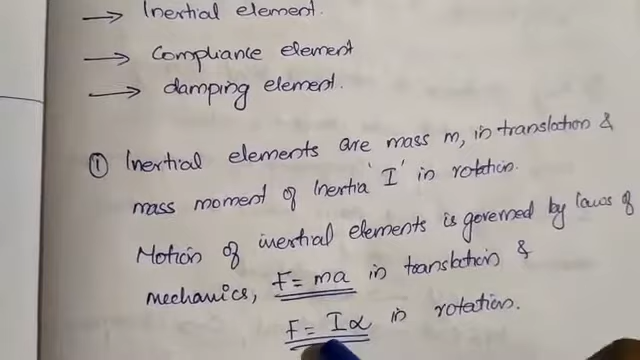 → Inertial element.
→ Compliance element
→ damping element.
① Inertial elements are mass m, in translation &
mass moment of Inertia 'I' in rotation.
Motion of inertial elements is governed by laws of
mechanics, F = ma in translation &
F = Iα in rotation.